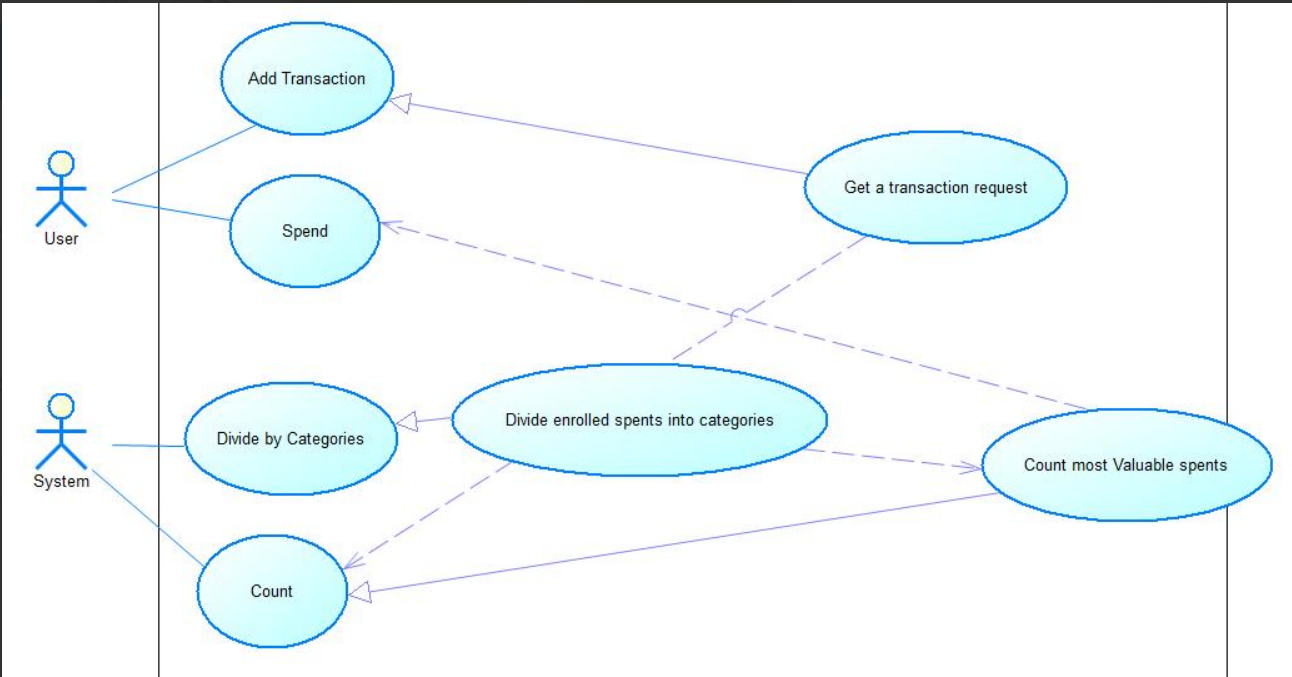 Add Transaction
Get a transaction request
Spend
User
Divide enrolled spents into categories
Divide by Categories
Count most Valuable spents
System
Count